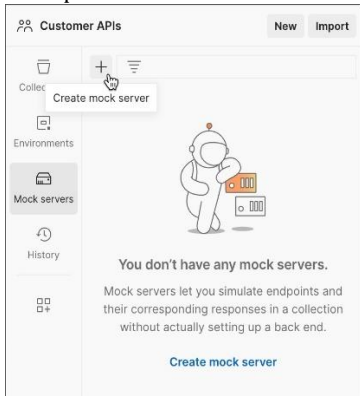 Customer APIs New Import
Collec
Create mock server
Environments
Mock servers
History
You don't have any mock servers.
Mock servers let you simulate endpoints and
their corresponding responses in a collection
without actually setting up a back end.
Create mock server